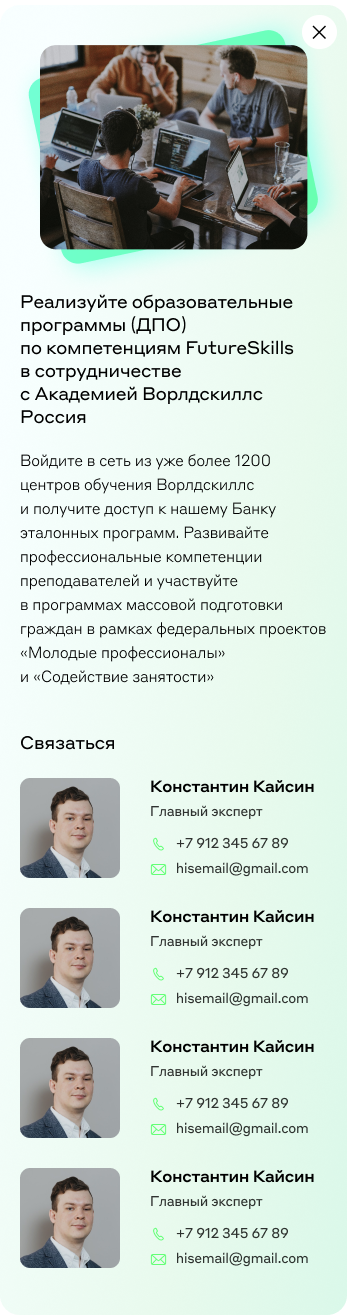 Реализуйте образовательные
программы (ДПО)
по компетенциям FutureSkills
в сотрудничестве
с Академией Ворлдскиллс
Россия
Войдите в сеть из уже более 1200
центров обучения Ворлдскиллс
и получите доступ к нашему Банку
эталонных программ. Развивайте
профессиональные компетенции
преподавателей и участвуйте
в программах массовой подготовки
граждан в рамках федеральных проектов
«Молодые профессионалы»
и «Содействие занятости»
Связаться
Константин Кайсин
Главный эксперт
+7 912 345 67 89
hisemail@gmail.com
Константин Кайсин
Главный эксперт
+7 912 345 67 89
hisemail@gmail.com
Константин Кайсин
Главный эксперт
+7 912 345 67 89
hisemail@gmail.com
Константин Кайсин
Главный эксперт
+7 912 345 67 89
hisemail@gmail.com